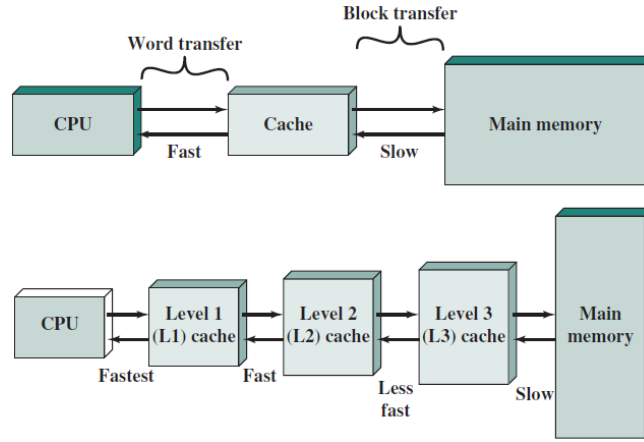 Block transfer
Word transfer
CPU
Cache
Main memory
Fast
Slow
CPU
Level 1
(L1) cache
Level 2
(L2) cache
Level 3
(L3) cache
Main
memory
Fastest
Fast
Less
fast
Slow